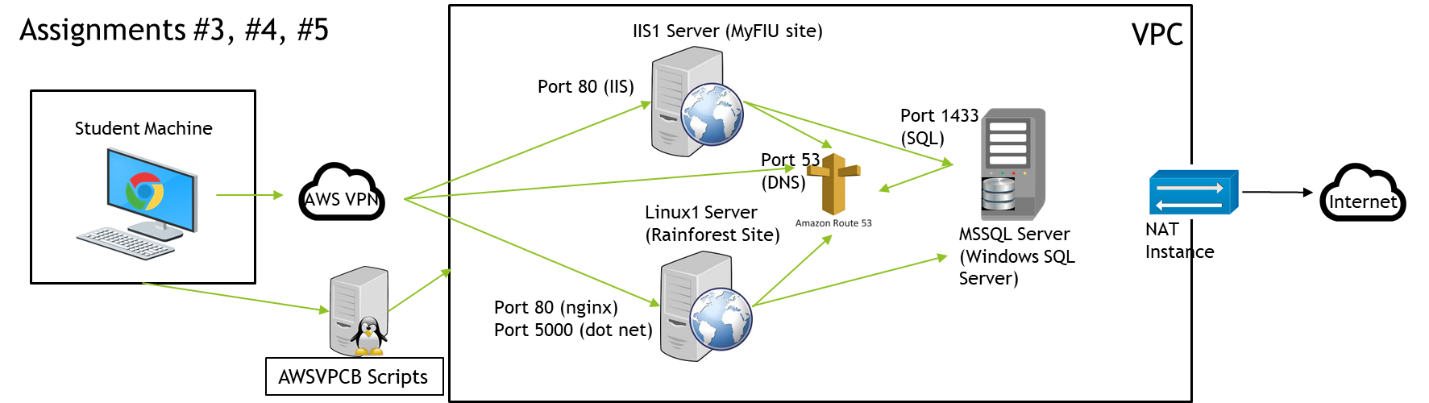 Assignments #3, #4, #5
Student Machine
AWS VPN
AWSVPCB Scripts
VPC
IIS1 Server (MyFIU site)
Port 80 (IIS)
Port 1433
(SQL)
Port 53
(DNS)
Amazon Route 53
Linux1 Server
(Rainforest Site)
Port 80 (nginx)
Port 5000 (dot net)
MSSQL Server
(Windows SQL
Server)
NAT
Instance
Internet